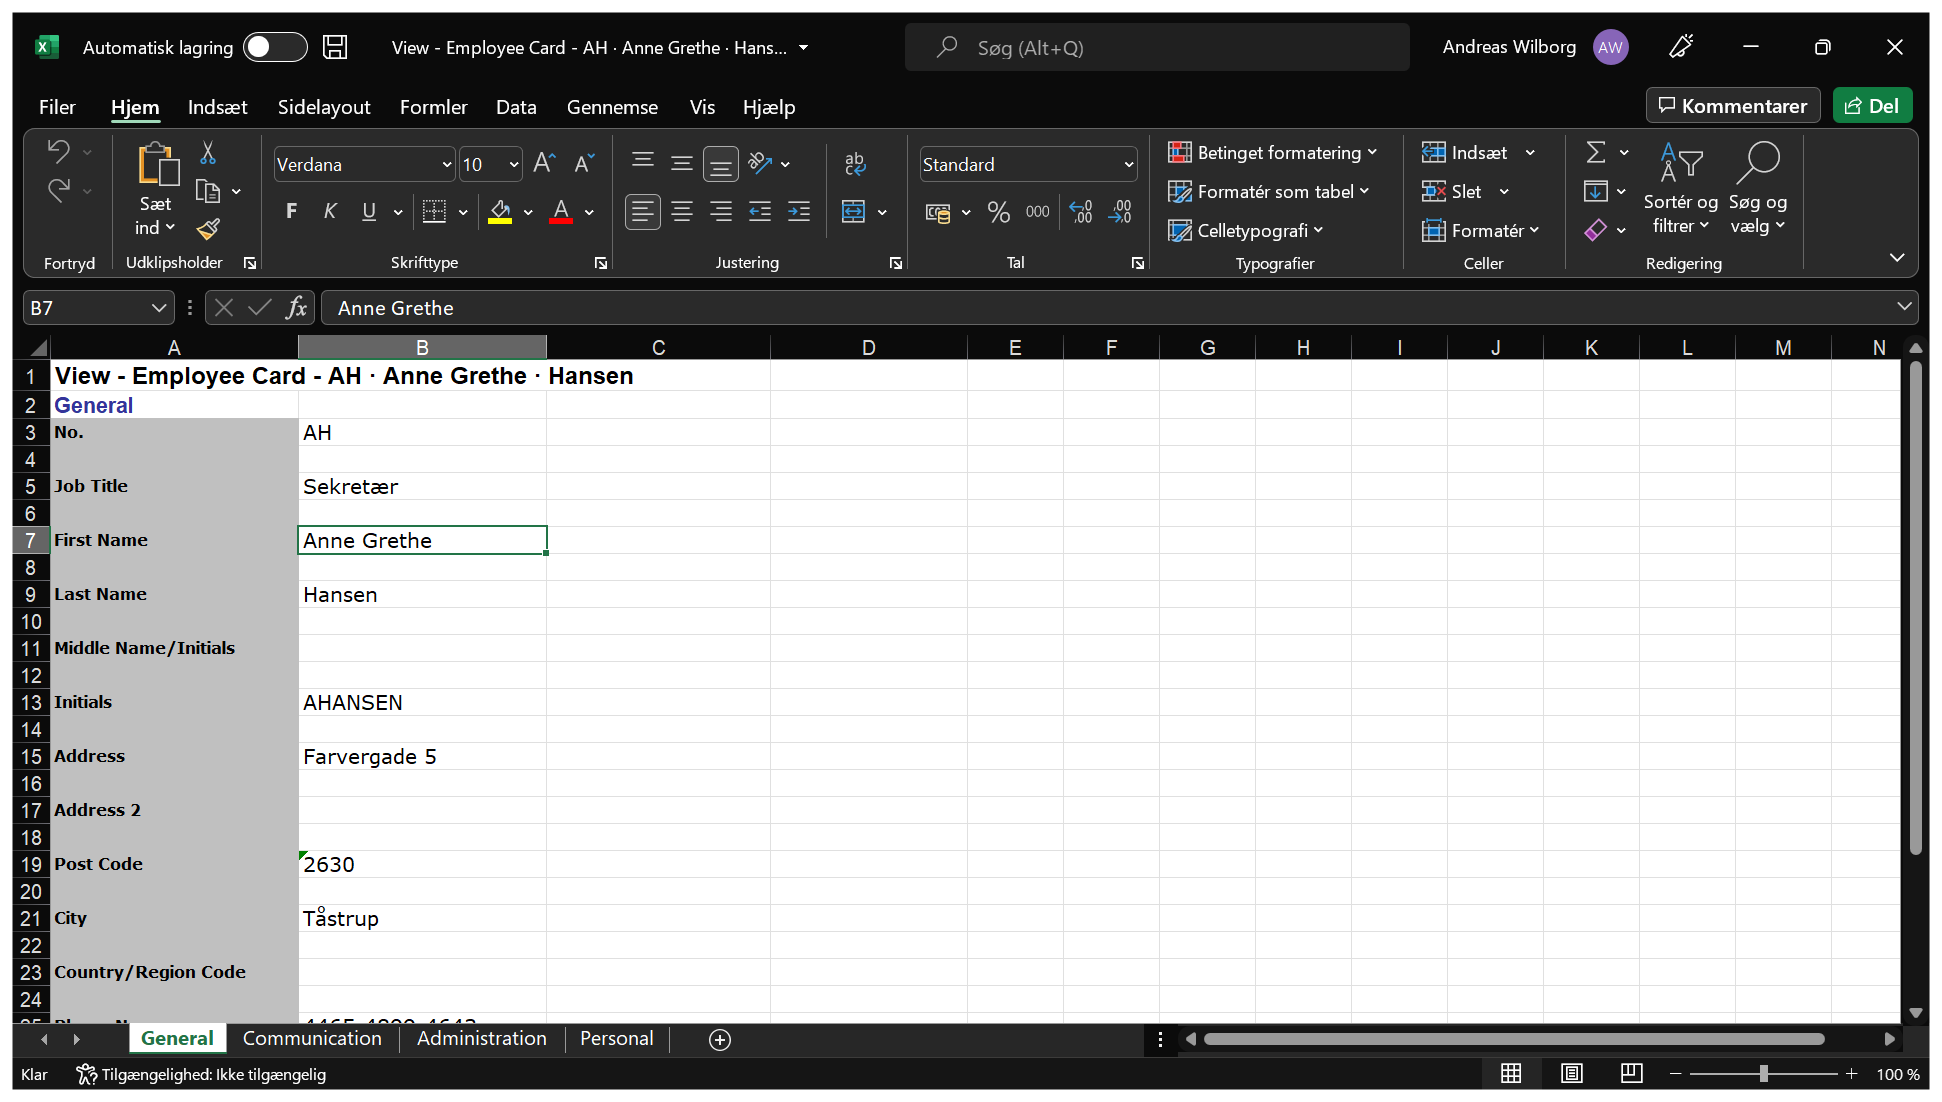 Automatisk lagring
View - Employee Card - AH · Anne Grethe · Hans...
Søg (Alt+Q)
Andreas Wilborg
AW
Filer Hjem Indsæt Sidelayout Formler Data Gennemse Vis Hjælp
Kommentarer
Del
Sæt ind
Verdana
10
F K U
ab
Standard
% 000
,00
,00
Betinget formatering
Formatér som tabel
Celletypografi
Indsæt
Slet
Formatér
Sortér og filtrer
Søg og vælg
Fortryd Udklipsholder Skrifttype Justering Tal Typografier Celler Redigering
B7
fx
Anne Grethe
A B C D E F G H I J K L M N
1 View - Employee Card - AH · Anne Grethe · Hansen
2 General
3 No. AH
4
5 Job Title Sekretær
6
7 First Name Anne Grethe
8
9 Last Name Hansen
10
11 Middle Name/Initials
12
13 Initials AHANSEN
14
15 Address Farvergade 5
16
17 Address 2
18
19 Post Code 2630
20
21 City Tåstrup
22
23 Country/Region Code
24
General Communication Administration Personal
Klar
Tilgængelighed: Ikke tilgængelig
100 %